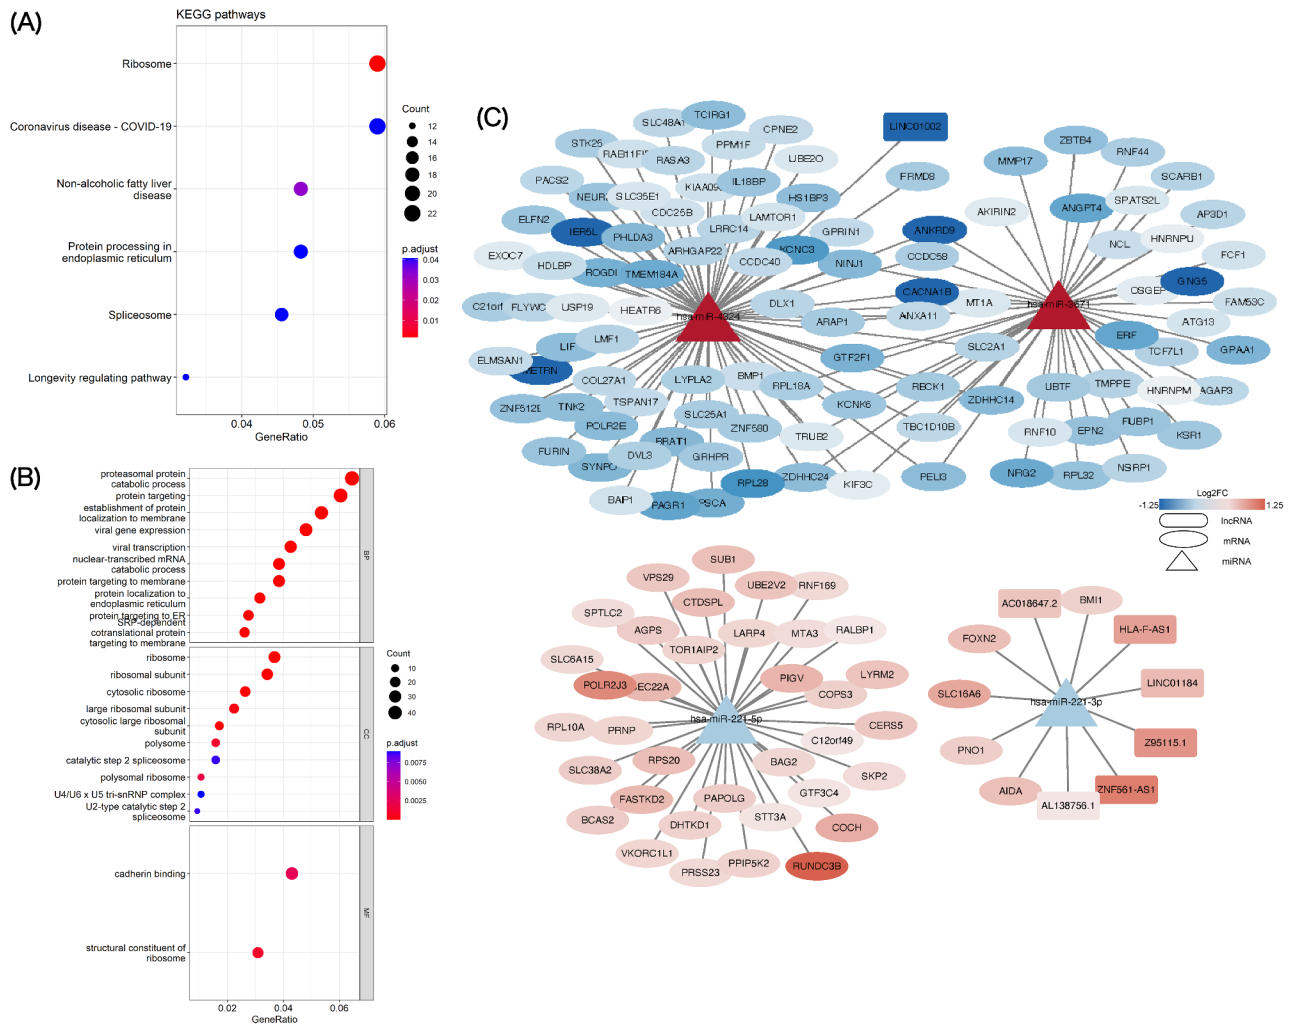 (A)
KEGG pathways
Ribosome
Coronavirus disease - COVID-19
Non-alcoholic fatty liver
disease
Protein processing in
endoplasmic reticulum
Spliceosome
Longevity regulating pathway
0.04
0.05
0.06
GeneRatio
Count
12
14
16
18
20
22
p.adjust
0.04
0.03
0.02
0.01
(B)
proteasomal protein
catabolic process
protein targeting
establishment of protein
localization to membrane
viral gene expression
viral transcription
nuclear-transcribed mRNA
catabolic process
protein targeting to membrane
protein localization to
endoplasmic reticulum
protein targeting to ER
SRP-dependent
cotranslational protein
targeting to membrane
BP
ribosome
ribosomal subunit
cytosolic ribosome
large ribosomal subunit
cytosolic large ribosomal
subunit
polysome
catalytic step 2 spliceosome
polysomal ribosome
U4/U6 x U5 tri-snRNP complex
U2-type catalytic step 2
spliceosome
CC
cadherin binding
structural constituent of
ribosome
MF
0.02
0.04
0.06
GeneRatio
Count
10
20
30
40
p.adjust
0.0075
0.0050
0.0025
(C)
TCIRG1
SLC48A1
CPNE2
LINC01002
STK25
PPM1F
RASA3
UBE2O
PACS2
IL18BP
FRMD8
SLC35E1
HS1BP3
ELFN2
CDC25B
LAMTOR1
IER5L
PHLDA3
LRRC14
GPRIN1
ANKRD9
EXOC7
ARHGAP22
KCNC3
HDLBP
ROGDI
TMEM184A
CCDC40
NINJ1
CCDC58
C21orf
FLYWC
USP19
HEATR6
hsa-miR-4324
DLX1
CACNA1B
ARAP1
ANXA11
MT1A
ELMSAN1
LIF
LMF1
SLC2A1
METRN
COL27A1
LYPLA2
BMP1
RPL18A
GTF2F1
RBCK1
TSPAN17
ZDHHC14
TNK2
SLC25A1
KCNK6
POLR2E
ZNF580
TBC1D10B
FURIN
BRAT1
TRUB2
DVL3
GRHPR
SYNPO
RPL28
ZDHHC24
KIF3C
PELI3
BAIP1
PAGR1
PSCA
ZBTB4
MMP17
RNF44
SCARB1
AKIRIN2
ANGPT4
SPATS2L
AP3D1
NCL
HNRNPU
FCF1
GNG5
hsa-miR-3671
FAM53C
ATG13
ERF
TCF7L1
GPAA1
UBTF
TMPPE
HNRNPM
AGAP3
RNF10
EPN2
FUBP1
KSR1
NRG2
RPL32
NSRP1
Log2FC
-1.25
1.25
lncRNA
mRNA
miRNA
SUB1
VPS29
UBE2V2
RNF169
CTDSPL
SPTLC2
AGPS
LARP4
MTA3
RALBP1
TOR1AIP2
SLC6A15
POLR2J3
SEC22A
PIGV
LYRM2
COPS3
hsa-miR-221-5p
RPL10A
PRNP
CERS5
C12orf49
SLC38A2
RPS20
BAG2
SKP2
GTF3C4
FASTKD2
PAPOLG
BCAS2
DHTKD1
STT3A
COCH
VKORC1L1
PRSS23
PPIP5K2
RUNDC3B
AC018647.2
BMI1
FOXN2
HLA-F-AS1
SLC16A6
LINC01184
hsa-miR-221-3p
PNO1
Z95115.1
AIDA
AL138756.1
ZNF561-AS1